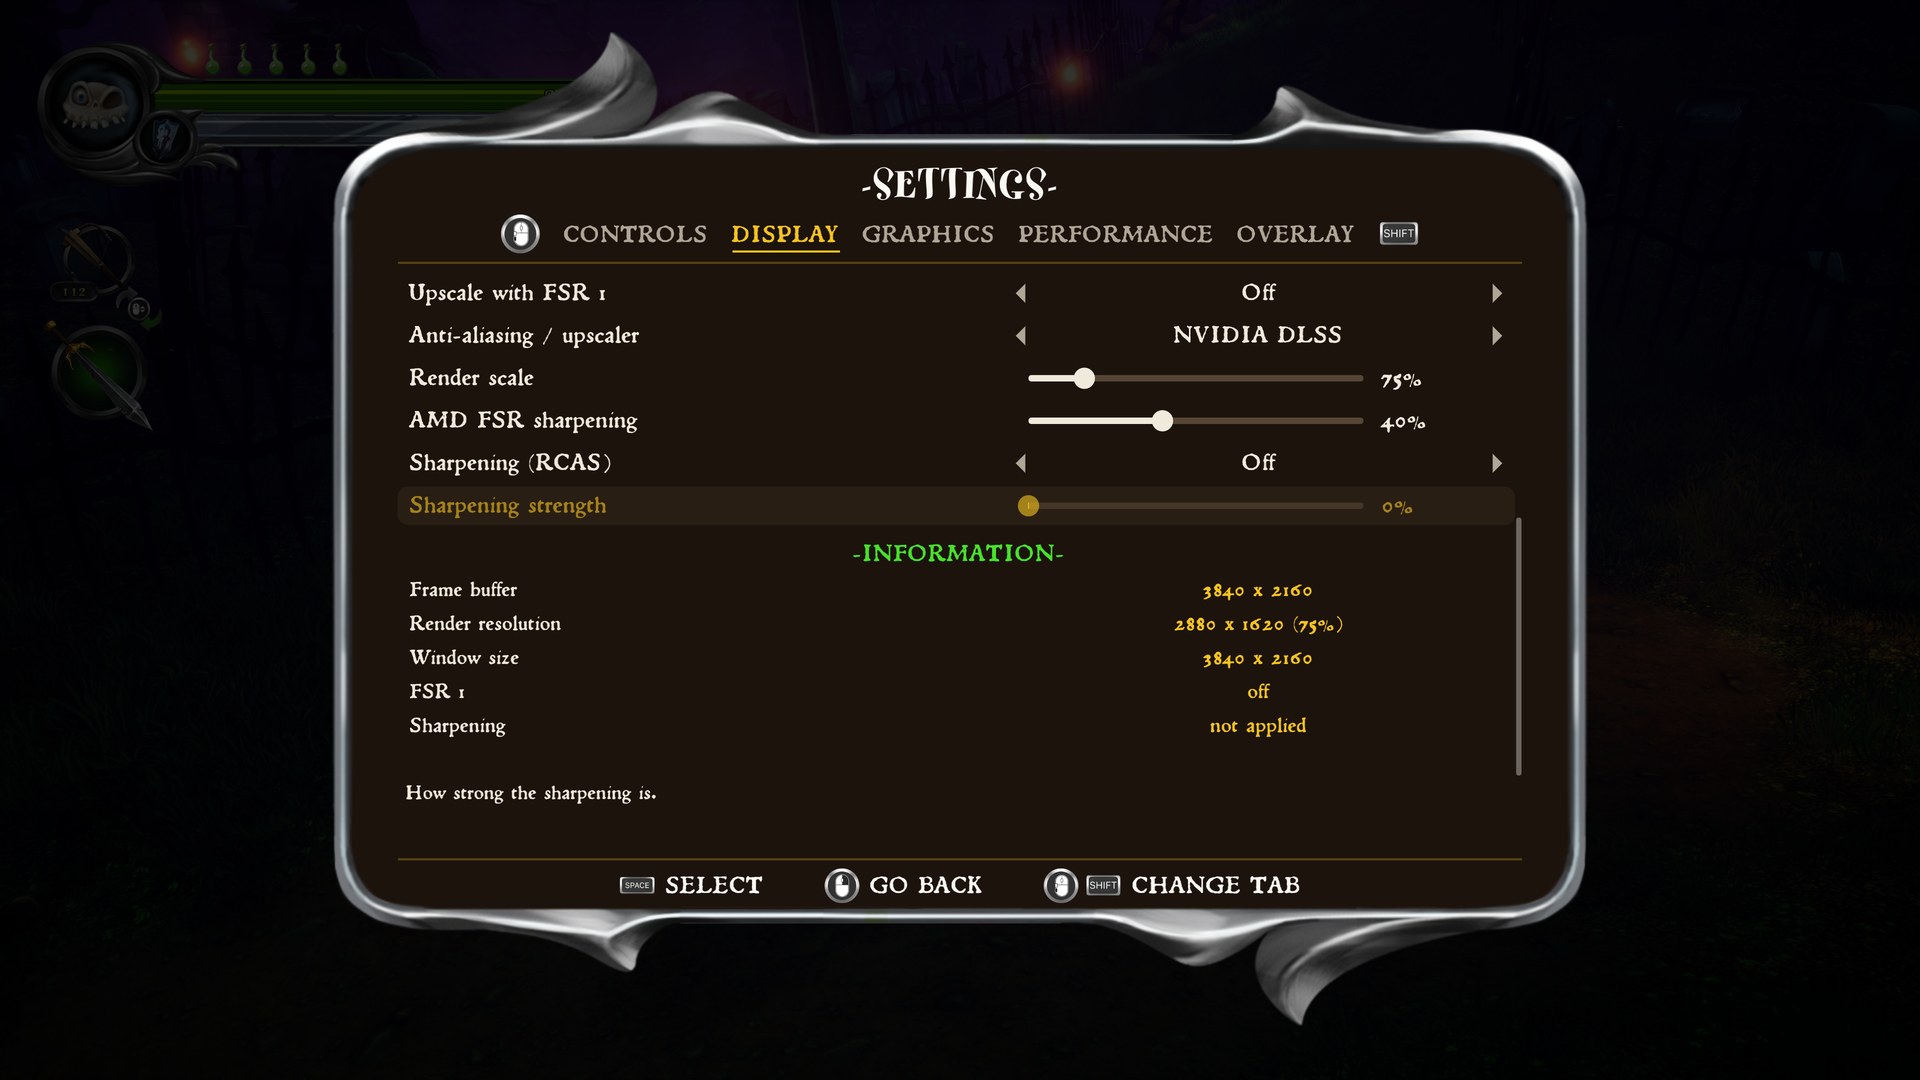 -SETTINGS-
CONTROLS DISPLAY GRAPHICS PERFORMANCE OVERLAY SHIFT
Upscale with FSR 1 Off
Anti-aliasing / upscaler NVIDIA DLSS
Render scale 75%
AMD FSR sharpening 40%
Sharpening (RCAS) Off
Sharpening strength 0%
-INFORMATION-
Frame buffer 3840 x 2160
Render resolution 2880 x 1620 (75%)
Window size 3840 x 2160
FSR 1 off
Sharpening not applied
How strong the sharpening is.
SPACE SELECT GO BACK SHIFT CHANGE TAB
112